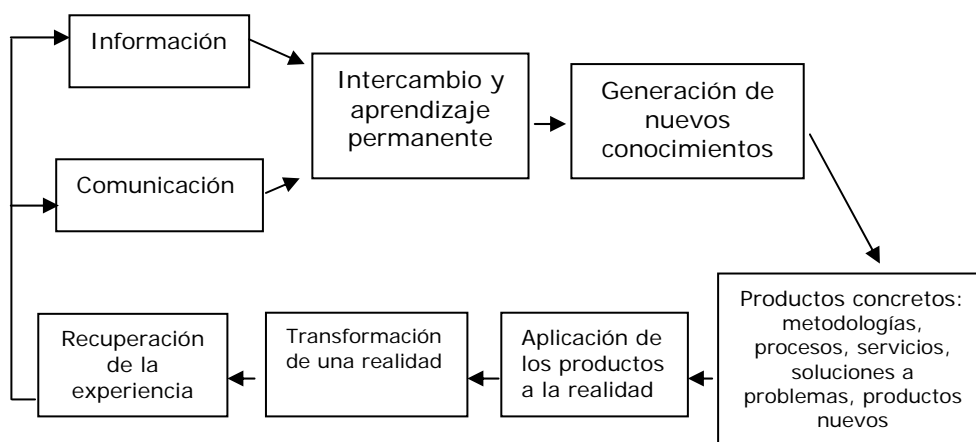 Información
Intercambio y
aprendizaje
permanente
Generación de
nuevos
conocimientos
Comunicación
Productos concretos:
metodologías,
procesos, servicios,
soluciones a
problemas, productos
nuevos
Aplicación de
los productos
a la realidad
Transformación
de una realidad
Recuperación
de la
experiencia